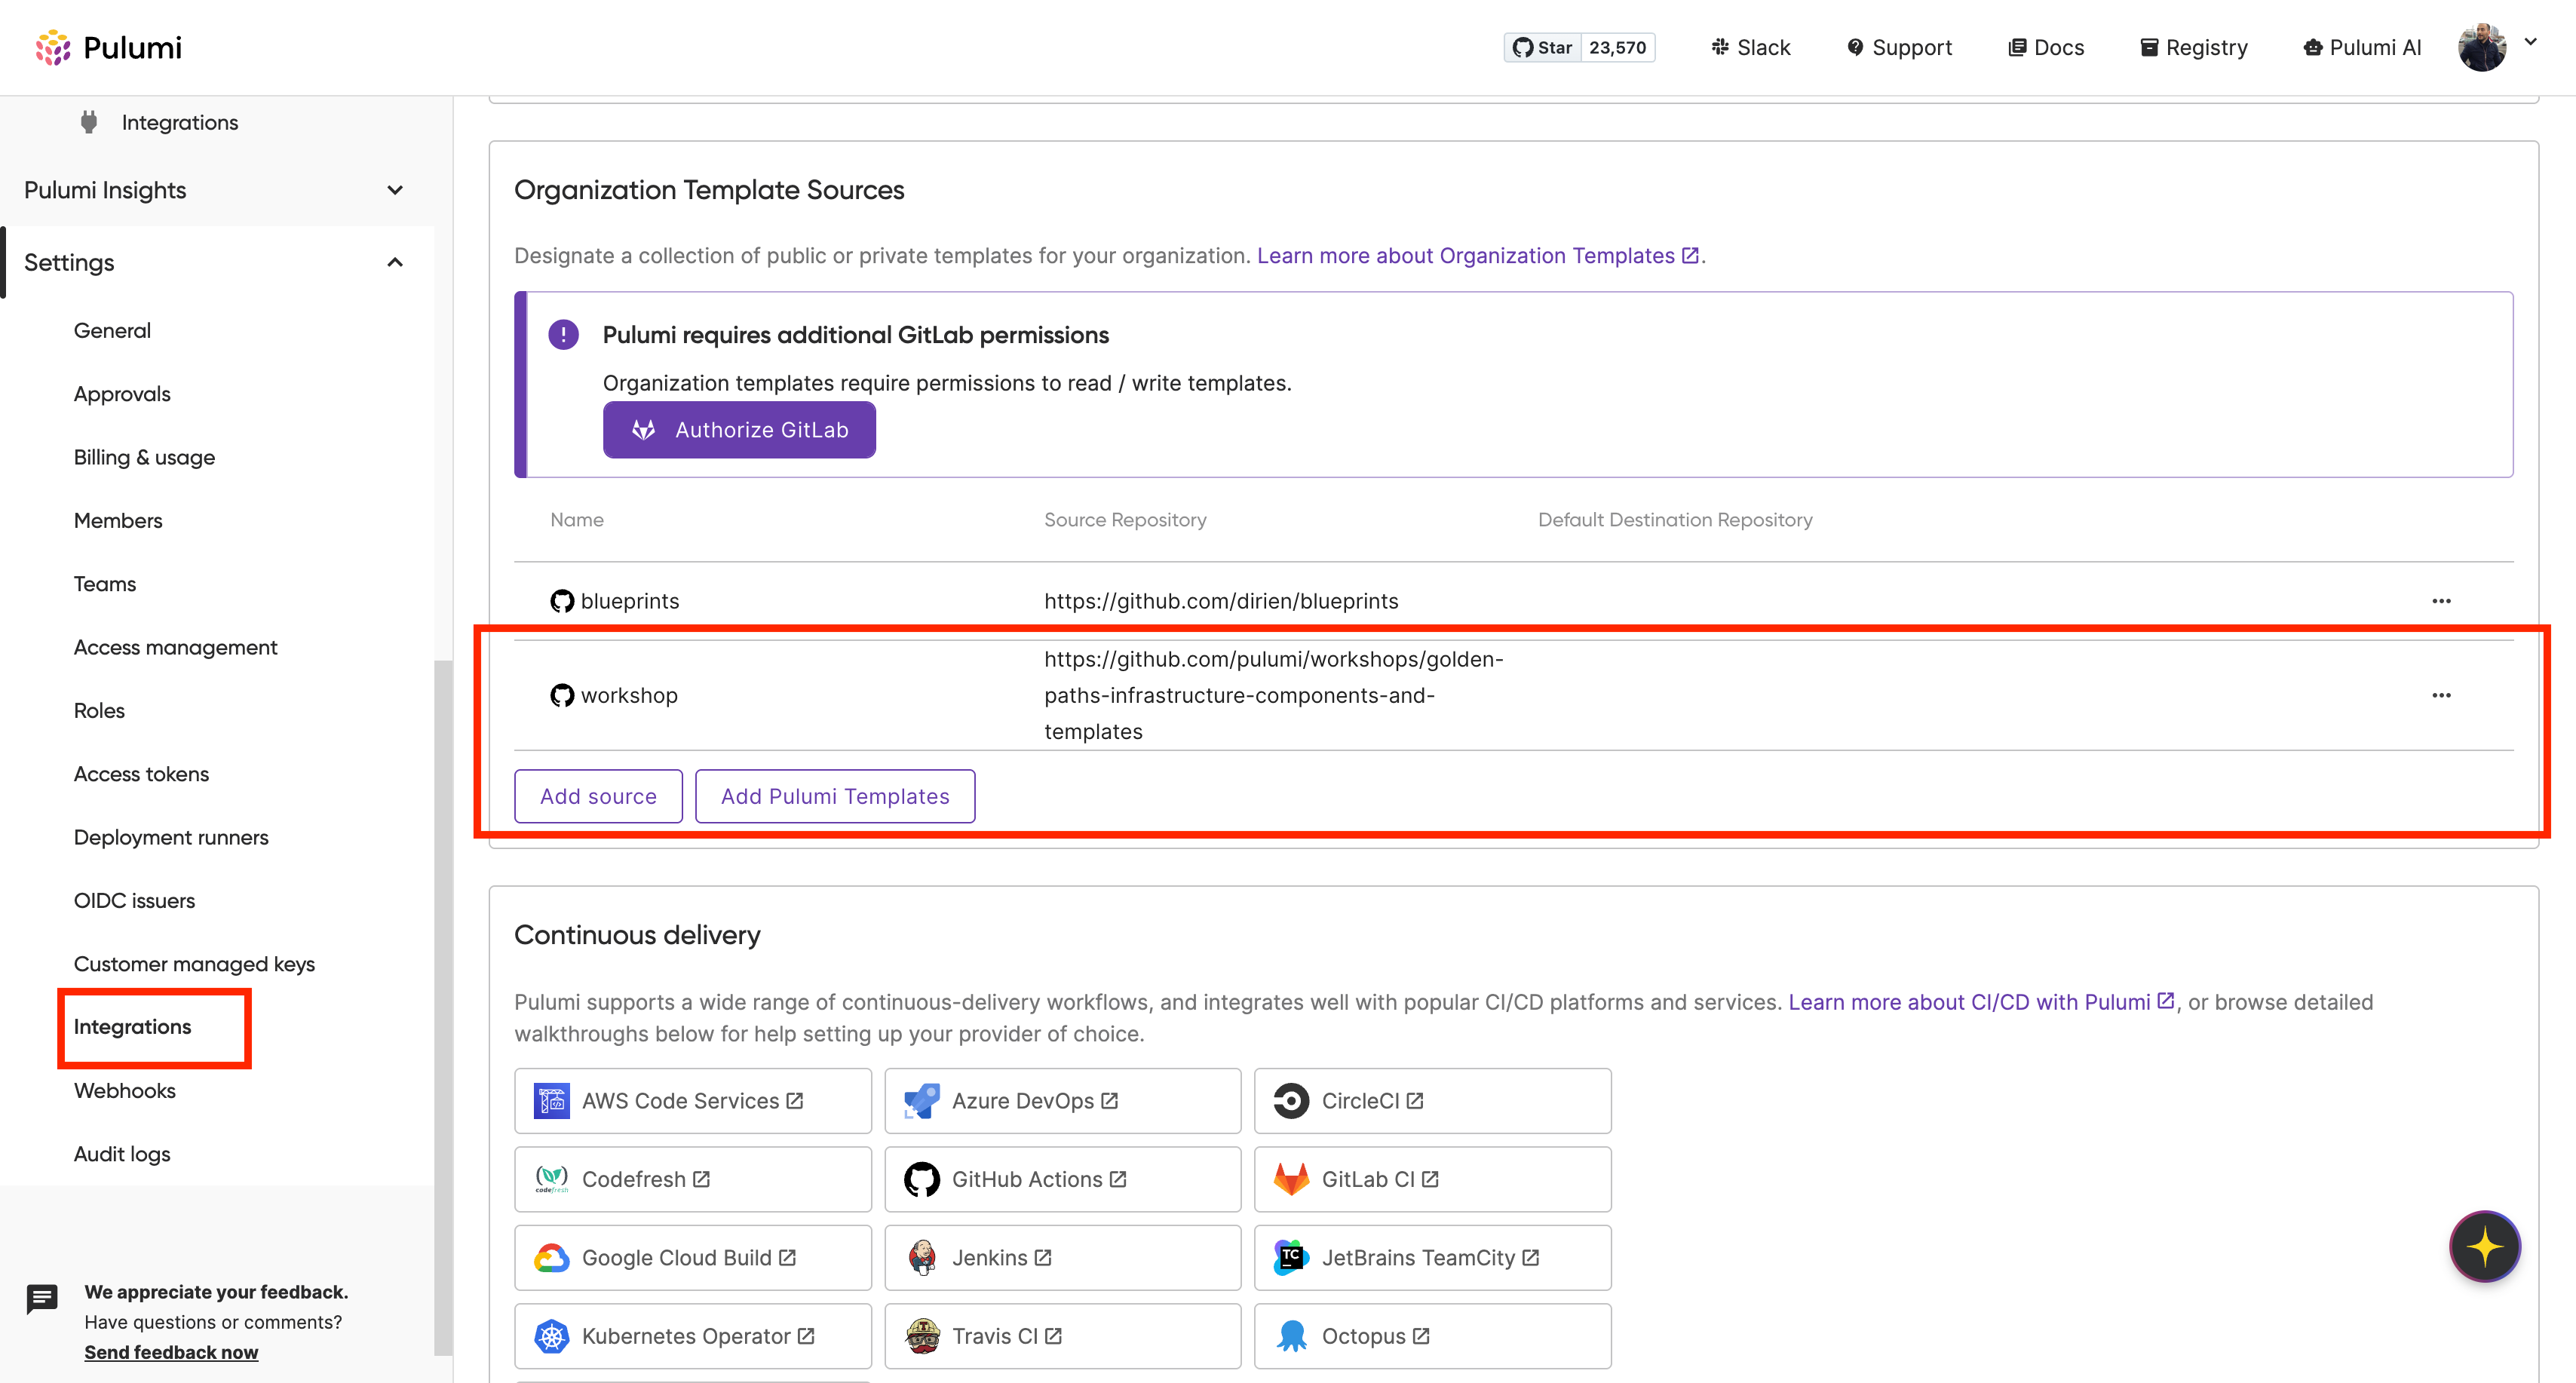 Pulumi
Star 23,570
Slack
Support
Docs
Registry
Pulumi AI
Integrations
Pulumi Insights
Settings
General
Approvals
Billing & usage
Members
Teams
Access management
Roles
Access tokens
Deployment runners
OIDC issuers
Customer managed keys
Integrations
Webhooks
Audit logs
We appreciate your feedback.
Have questions or comments?
Send feedback now
Organization Template Sources
Designate a collection of public or private templates for your organization. Learn more about Organization Templates.
Pulumi requires additional GitLab permissions
Organization templates require permissions to read / write templates.
Authorize GitLab
Name Source Repository Default Destination Repository
blueprints https://github.com/dirien/blueprints
workshop https://github.com/pulumi/workshops/golden-
paths-infrastructure-components-and-
templates
Add source Add Pulumi Templates
Continuous delivery
Pulumi supports a wide range of continuous-delivery workflows, and integrates well with popular CI/CD platforms and services. Learn more about CI/CD with Pulumi, or browse detailed
walkthroughs below for help setting up your provider of choice.
AWS Code Services Azure DevOps CircleCI
codefresh Codefresh GitHub Actions GitLab CI
Google Cloud Build Jenkins TC JetBrains TeamCity
Kubernetes Operator Travis CI Octopus